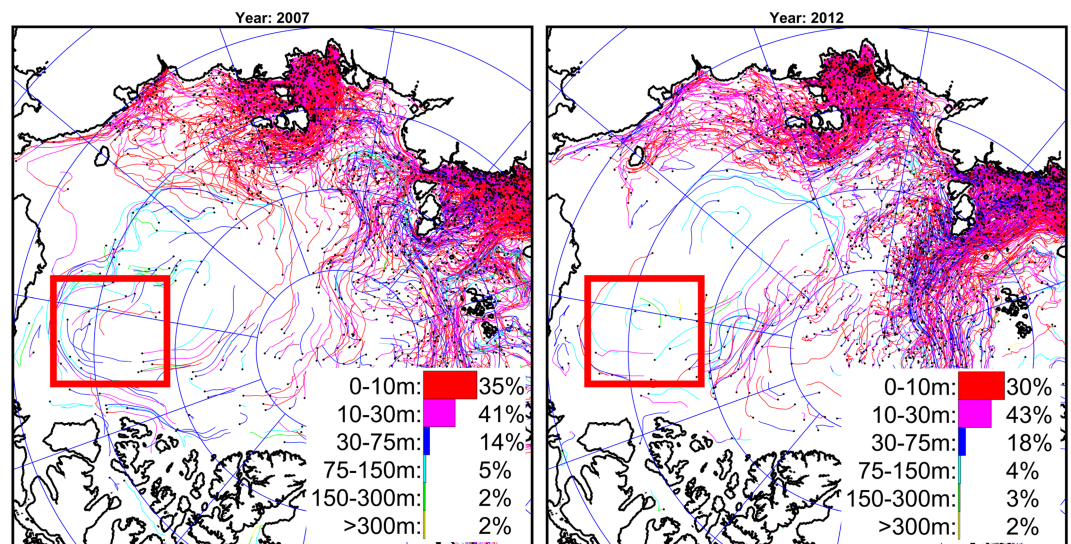 Year: 2007
0-10m: 35%
10-30m: 41%
30-75m: 14%
75-150m: 5%
150-300m: 2%
>300m: 2%
Year: 2012
0-10m: 30%
10-30m: 43%
30-75m: 18%
75-150m: 4%
150-300m: 3%
>300m: 2%